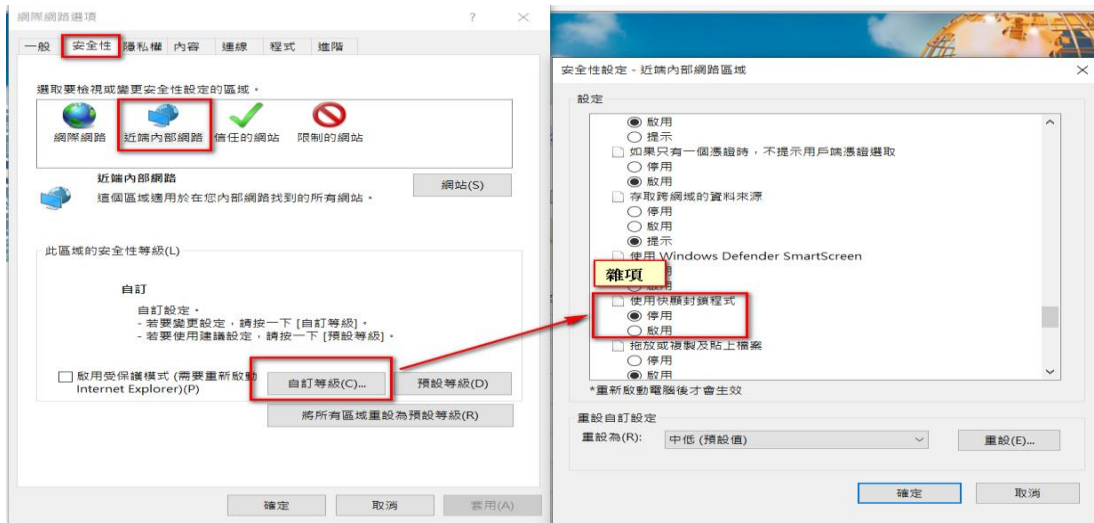 網際網路選項
一般 安全性 隱私權 內容 連線 程式 進階
選取要檢視或變更安全性設定的區域。
網際網路 近端內部網路 信任的網站 限制的網站
近端內部網路
這個區域適用於在您內部網路找到的所有網站。
網站(S)
此區域的安全性等級(L)
自訂
自訂設定。
- 若要變更設定，請按一下 [自訂等級]。
- 若要使用建議設定，請按一下 [預設等級]。
啟用受保護模式 (需要重新啟動
Internet Explorer)(P)
自訂等級(C)...
預設等級(D)
將所有區域重設為預設等級(R)
確定 取消 套用(A)
安全性設定 - 近端內部網路區域
設定
啟用
提示
如果只有一個憑證時，不提示用戶端憑證選取
停用
啟用
存取跨網域的資料來源
停用
啟用
提示
使用 Windows Defender SmartScreen
雜項
使用快顯封鎖程式
停用
啟用
拖放或複製及貼上檔案
停用
啟用
*重新啟動電腦後才會生效
重設自訂設定
重設為(R): 中低 (預設值) 重設(E)...
確定 取消